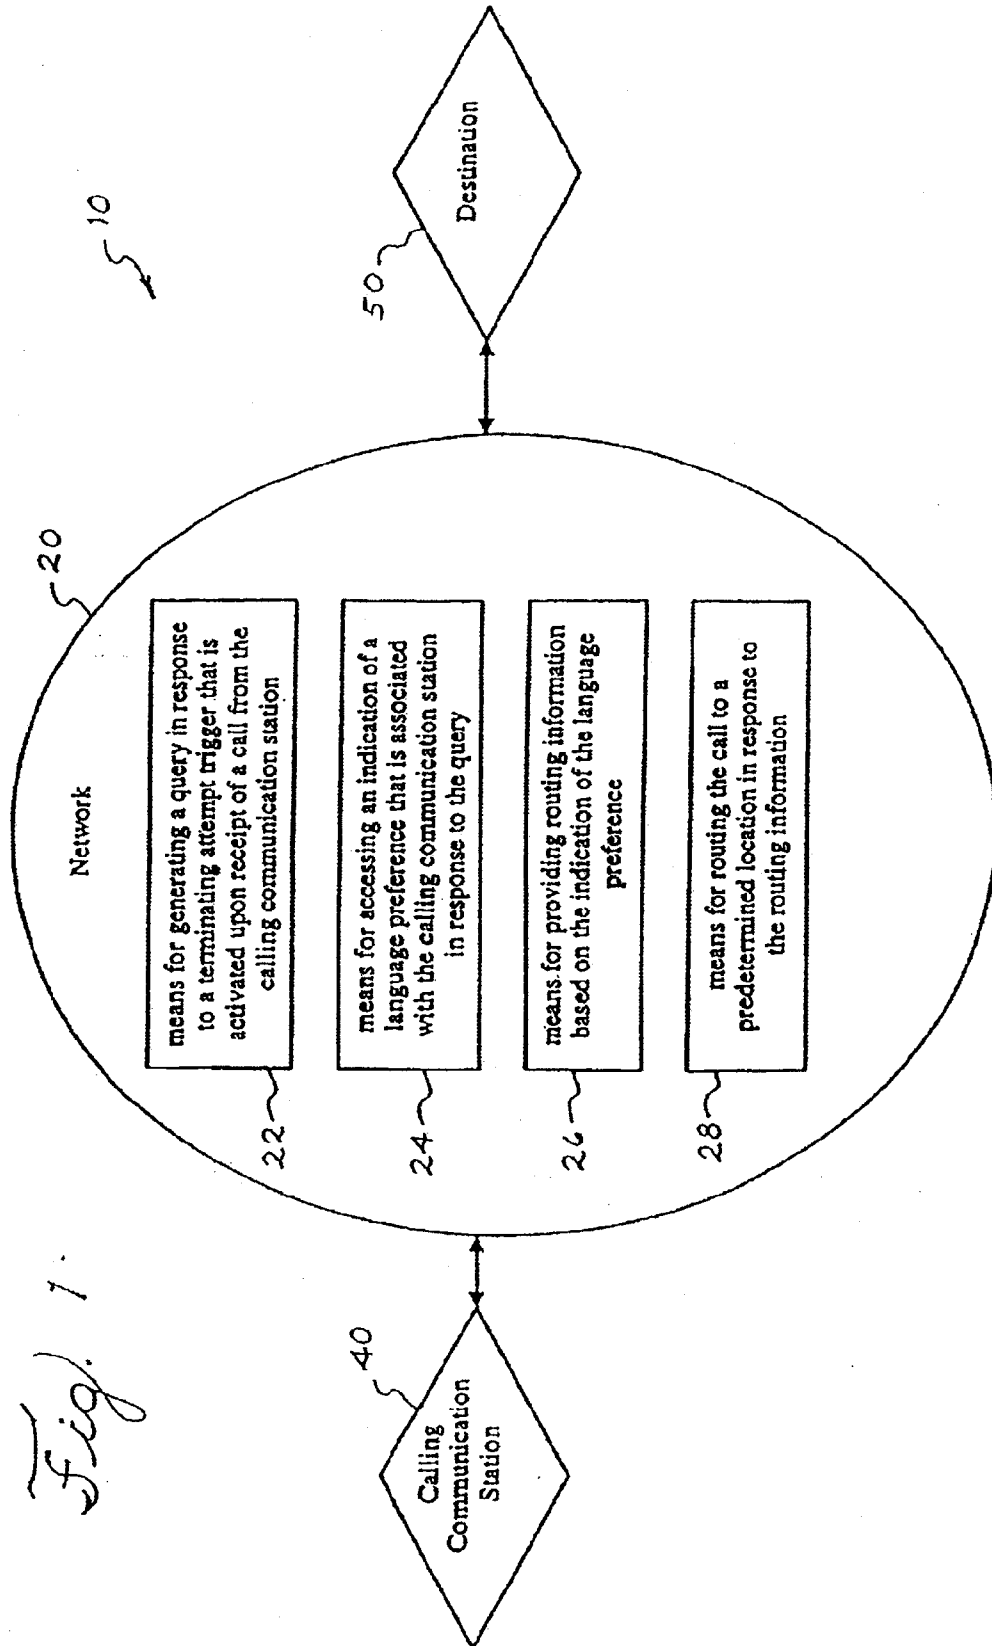 Fig. 1.
10
Network
20
means for generating a query in response
to a terminating attempt trigger that is
activated upon receipt of a call from the
calling communication station
22
means for accessing an indication of a
language preference that is associated
with the calling communication station
in response to the query
24
means for providing routing information
based on the indication of the language
preference
26
means for routing the call to a
predetermined location in response to
the routing information
28
Calling
Communication
Station
40
Destination
50